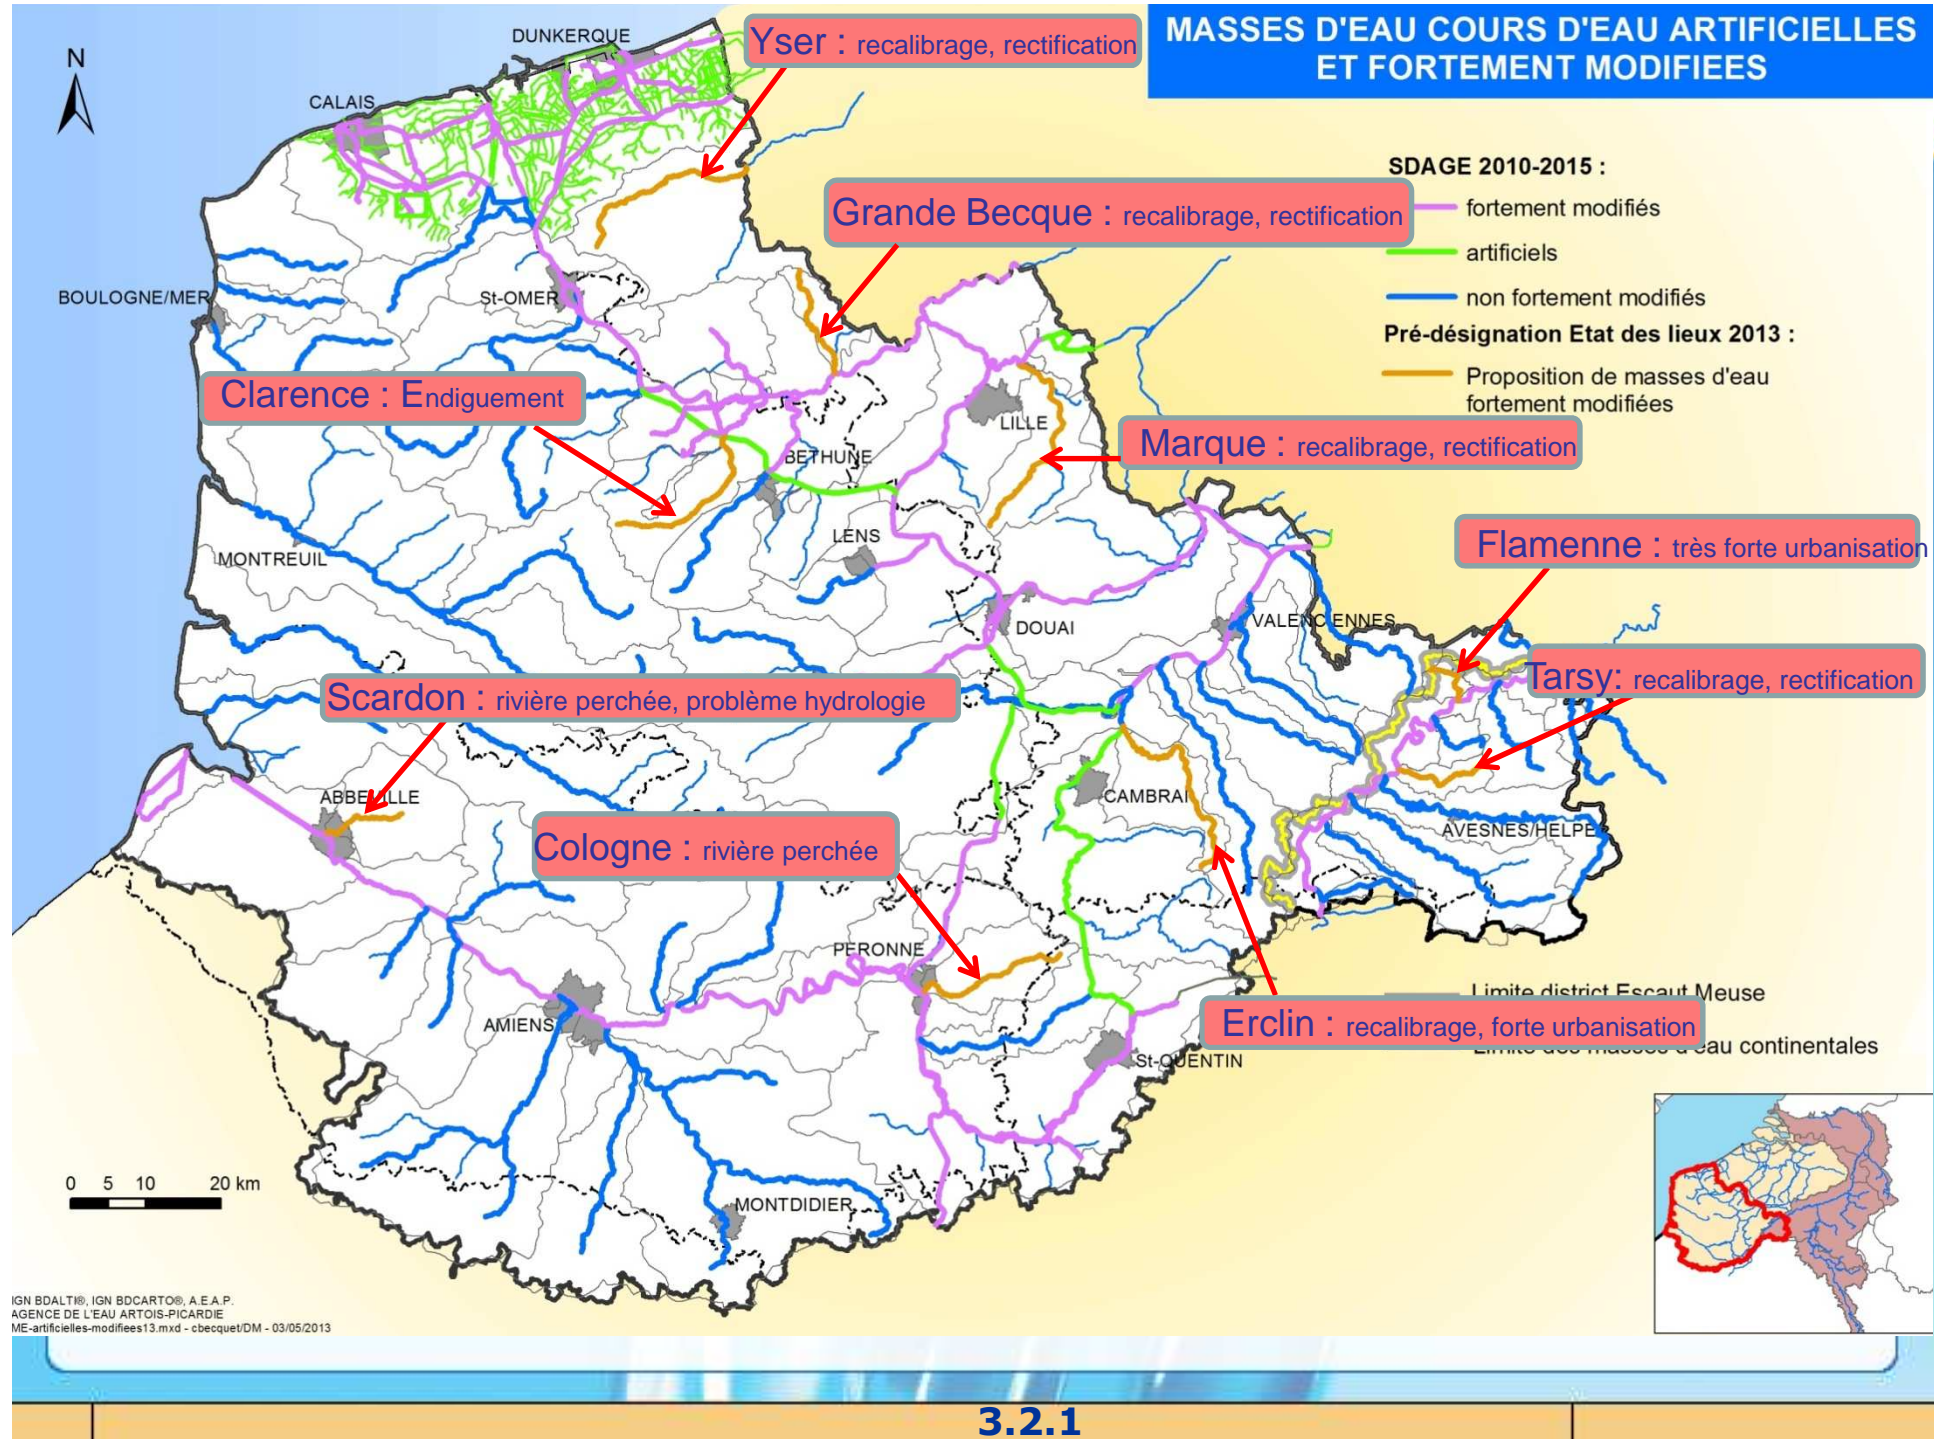 MASSES D'EAU COURS D'EAU ARTIFICIELLES
ET FORTEMENT MODIFIEES
N
DUNKERQUE
Yser : recalibrage, rectification
CALAIS
SDAGE 2010-2015 :
fortement modifiés
artificiels
non fortement modifiés
Pré-désignation Etat des lieux 2013 :
Proposition de masses d'eau
fortement modifiées
Grande Becque : recalibrage, rectification
BOULOGNE/MER
St-OMER
Clarence : Endiguement
LILLE
Marque : recalibrage, rectification
BETHUNE
LENS
MONTREUIL
Flamenne : très forte urbanisation
DOUAI
VALENCIENNES
Tarsy: recalibrage, rectification
Scardon : rivière perchée, problème hydrologie
ABBEVILLE
CAMBRAI
AVESNES/HELPE
Cologne : rivière perchée
PERONNE
Limite district Escaut Meuse
Erclin : recalibrage, forte urbanisation
Limite des masses d'eau continentales
AMIENS
St-QUENTIN
0 5 10 20 km
MONTDIDIER
IGN BDALTI®, IGN BDCARTO®, A.E.A.P.
AGENCE DE L'EAU ARTOIS-PICARDIE
ME-artificielles-modifiees13.mxd - cbecquet/DM - 03/05/2013
3.2.1